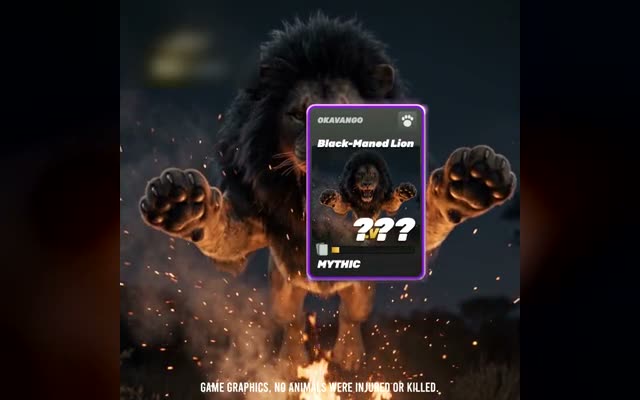 OKAVANGO
Black-Maned Lion
???
MYTHIC
GAME GRAPHICS. NO ANIMALS WERE INJURED OR KILLED.